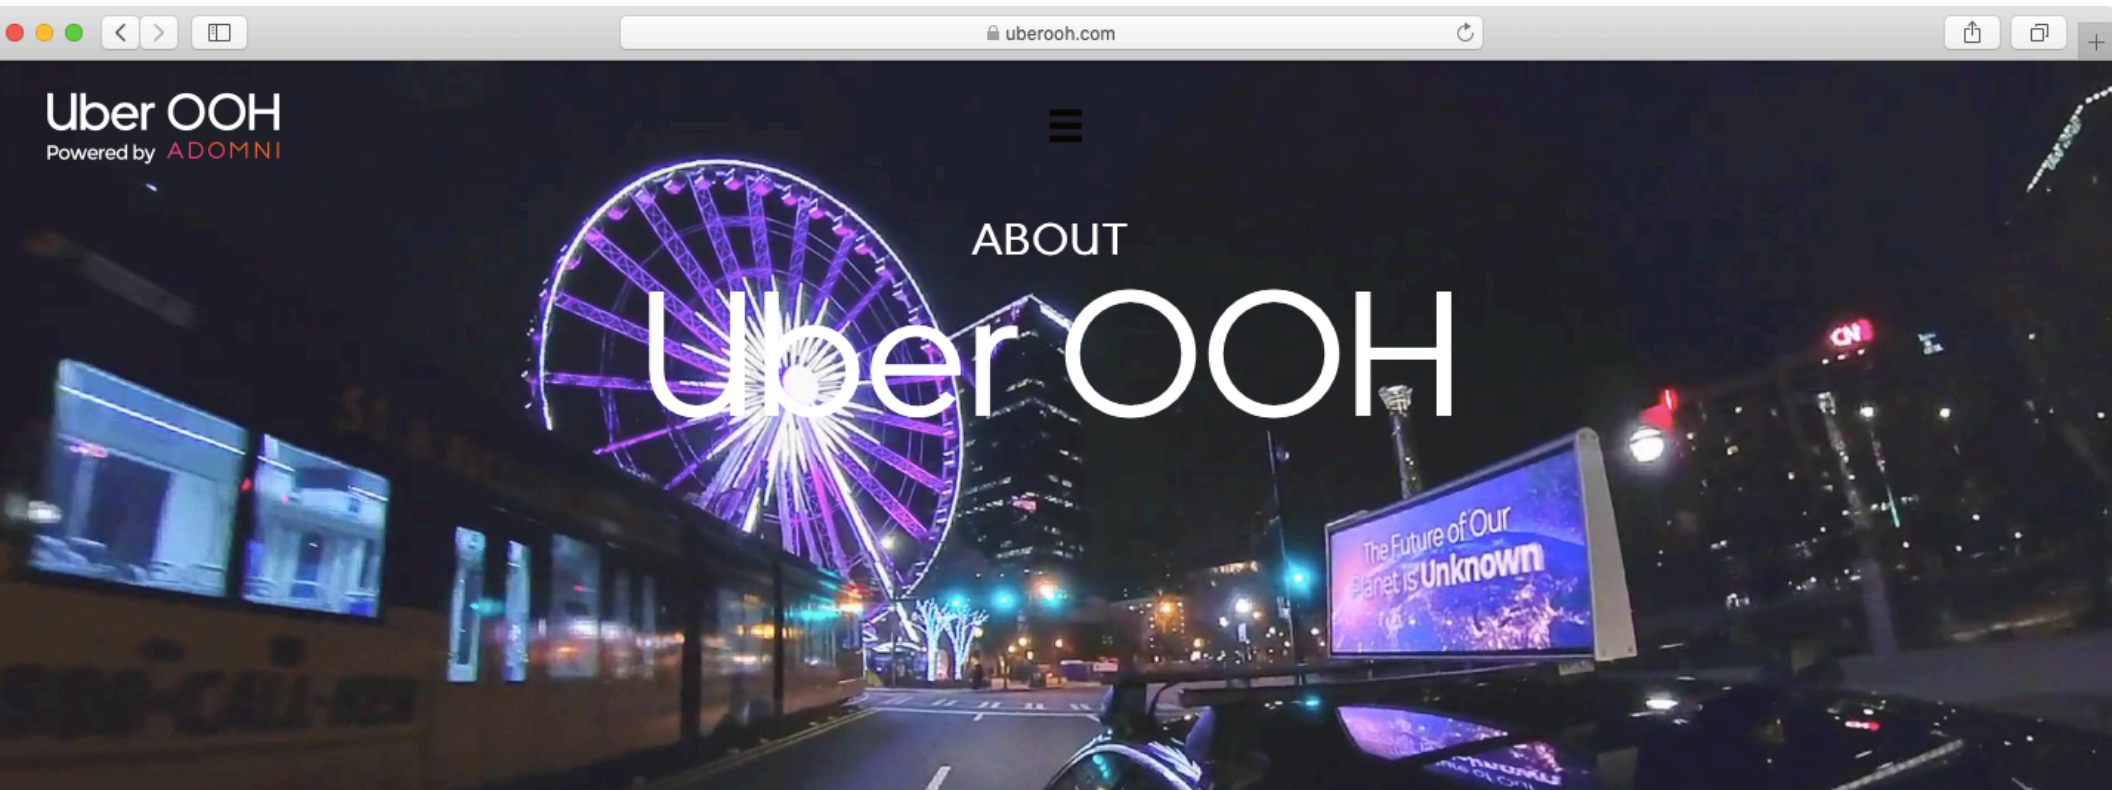 uberooh.com
Uber OOH
Powered by ADOMNI
ABOUT
Uber OOH
CNN
The Future of Our
Planet is Unknown